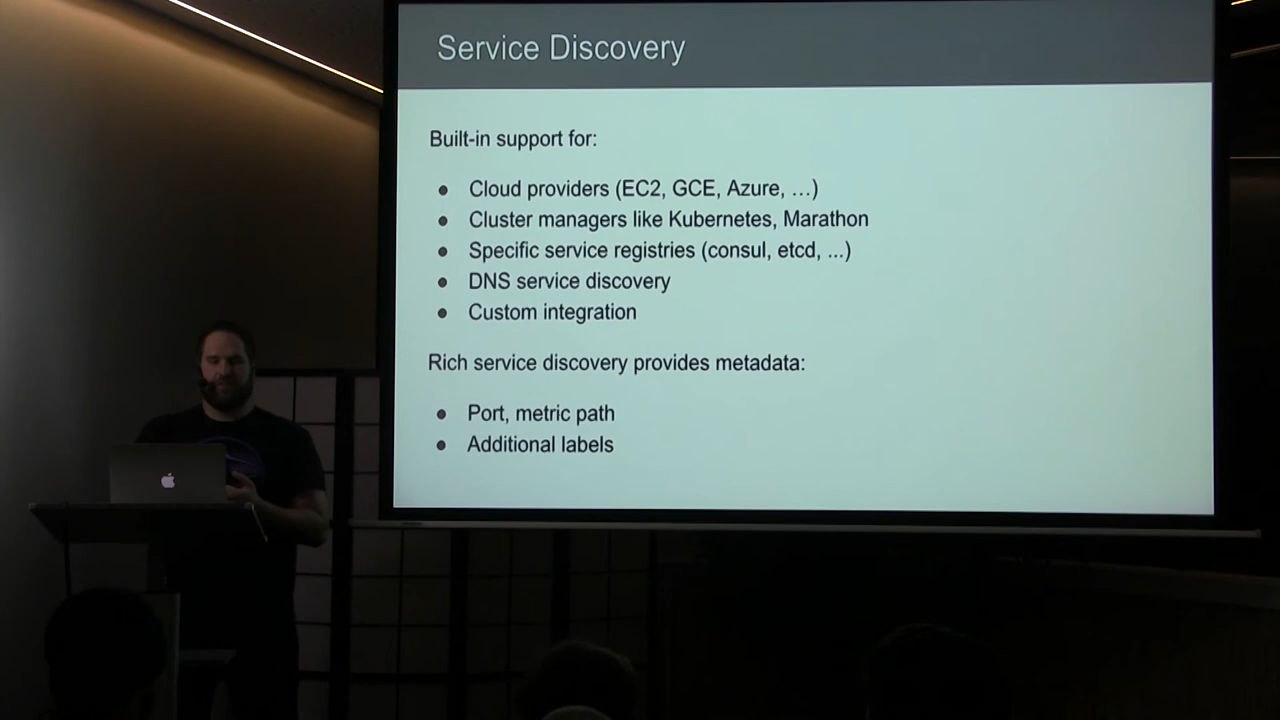 Service Discovery
Built-in support for:
● Cloud providers (EC2, GCE, Azure, …)
● Cluster managers like Kubernetes, Marathon
● Specific service registries (consul, etcd, ...)
● DNS service discovery
● Custom integration
Rich service discovery provides metadata:
● Port, metric path
● Additional labels